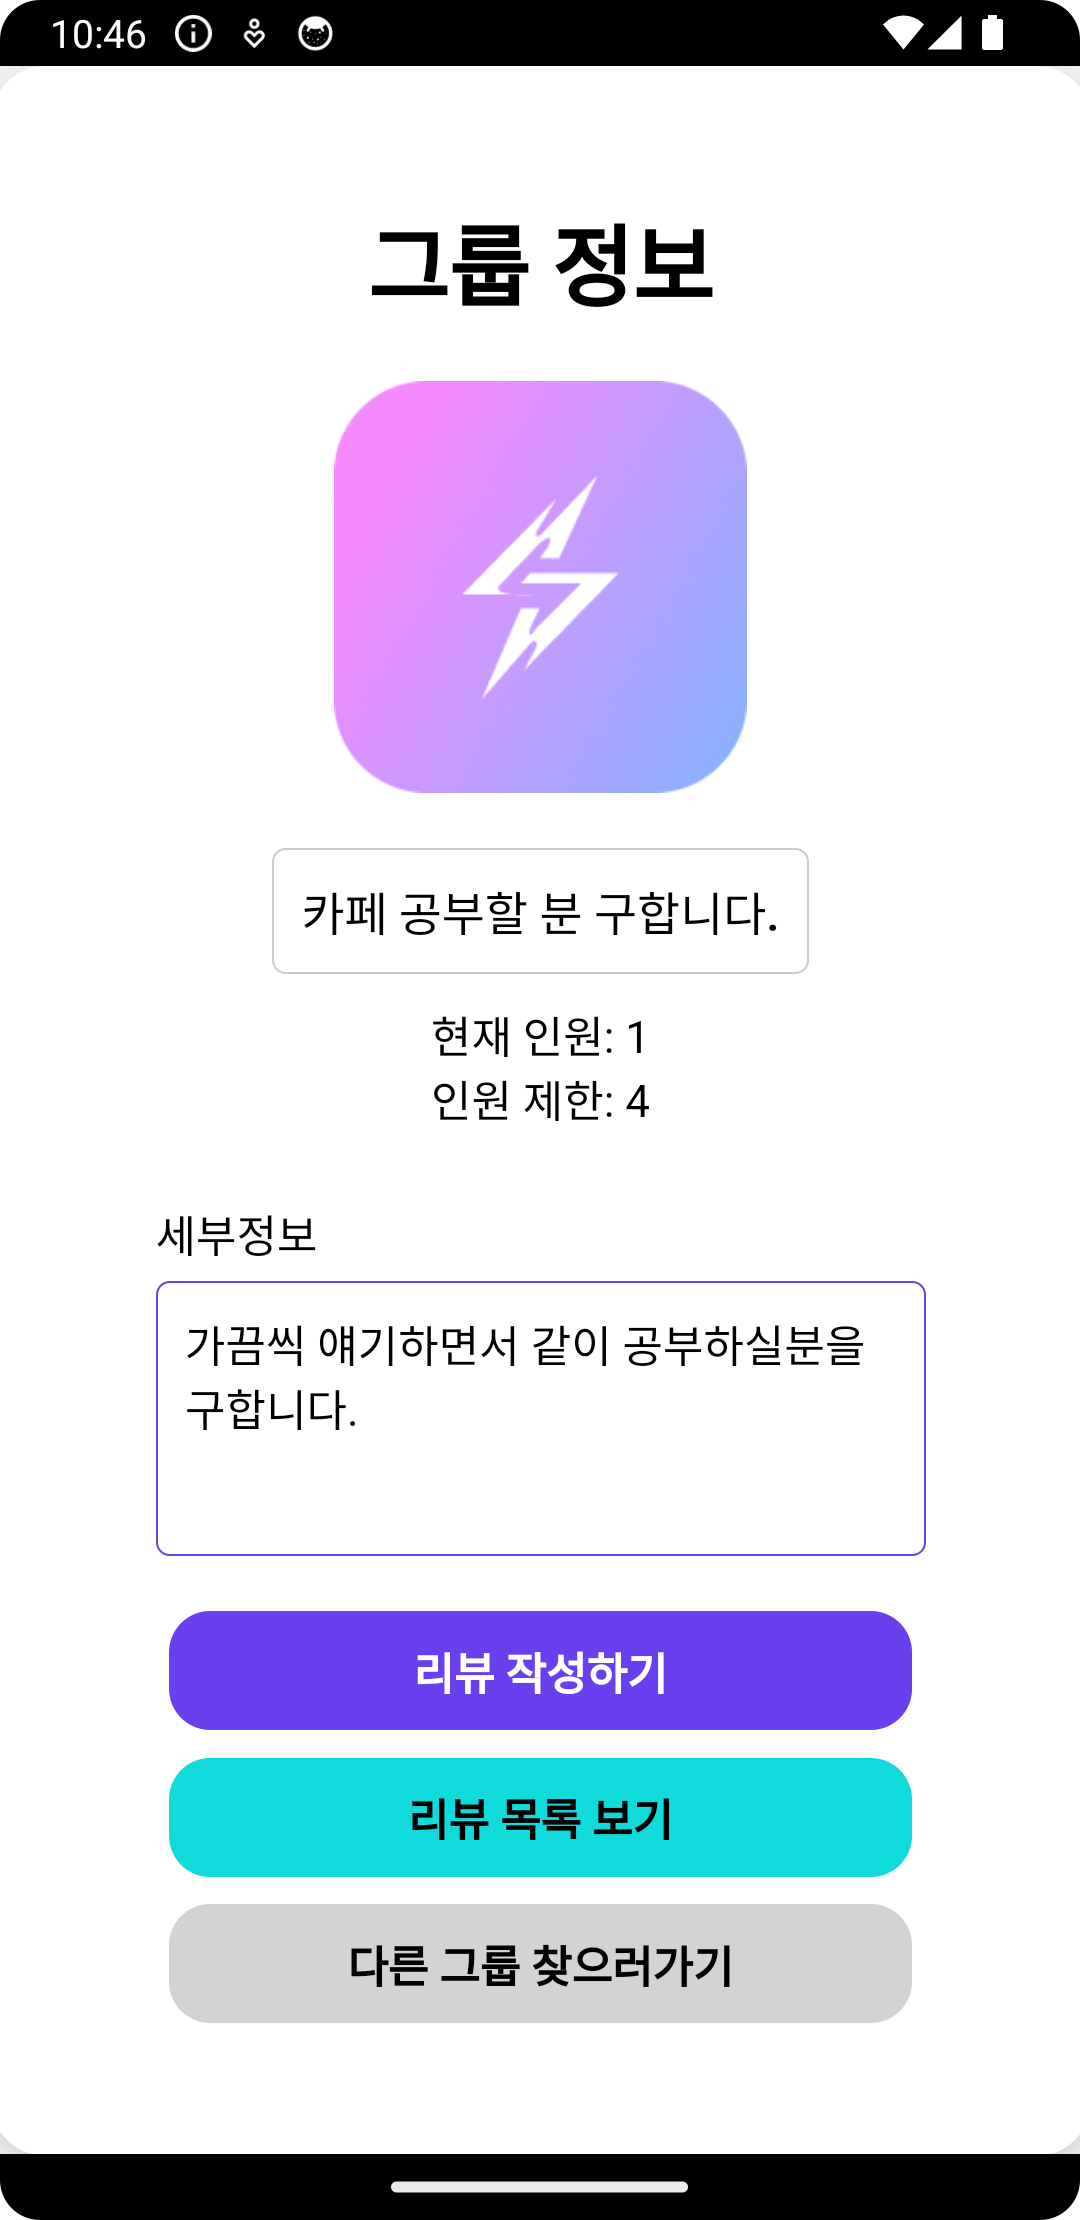 10:46
그룹 정보
카페 공부할 분 구합니다.
현재 인원: 1
인원 제한: 4
세부정보
가끔씩 얘기하면서 같이 공부하실분을
구합니다.
리뷰 작성하기
리뷰 목록 보기
다른 그룹 찾으러가기